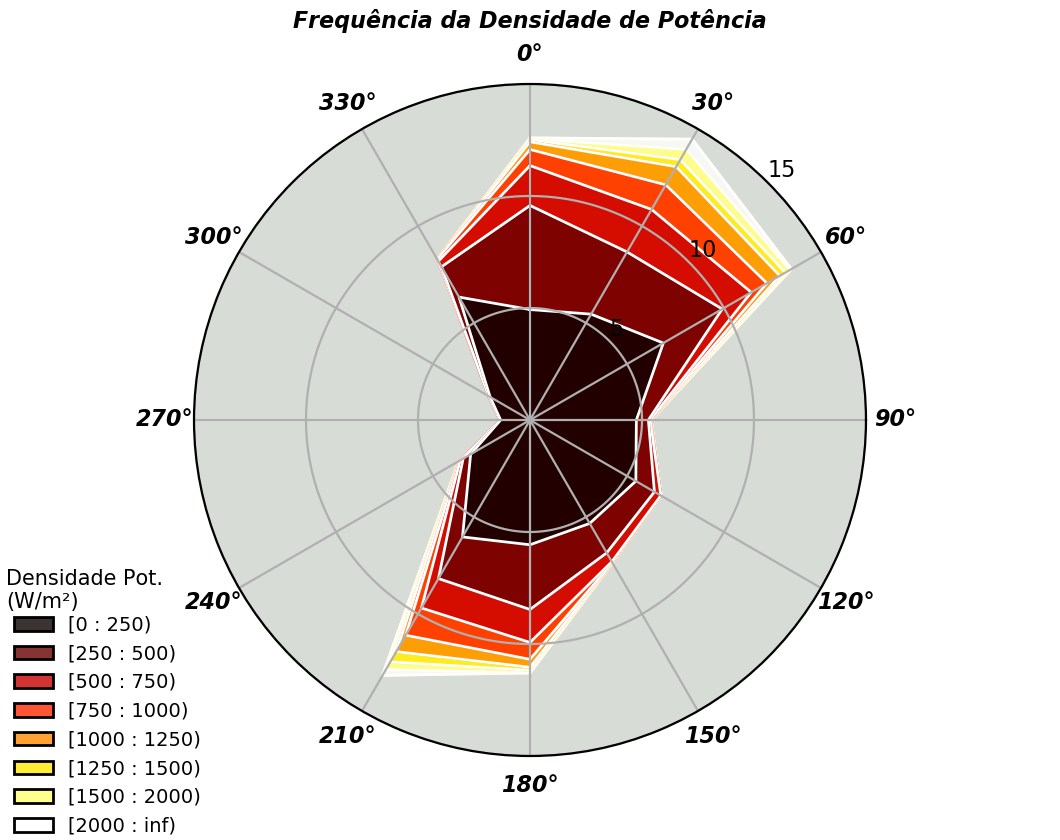 Frequência da Densidade de Potência
0°
330°
30°
15
300°
60°
10
5
270°
90°
240°
120°
210°
150°
180°
Densidade Pot.
(W/m²)
[0 : 250)
[250 : 500)
[500 : 750)
[750 : 1000)
[1000 : 1250)
[1250 : 1500)
[1500 : 2000)
[2000 : inf)